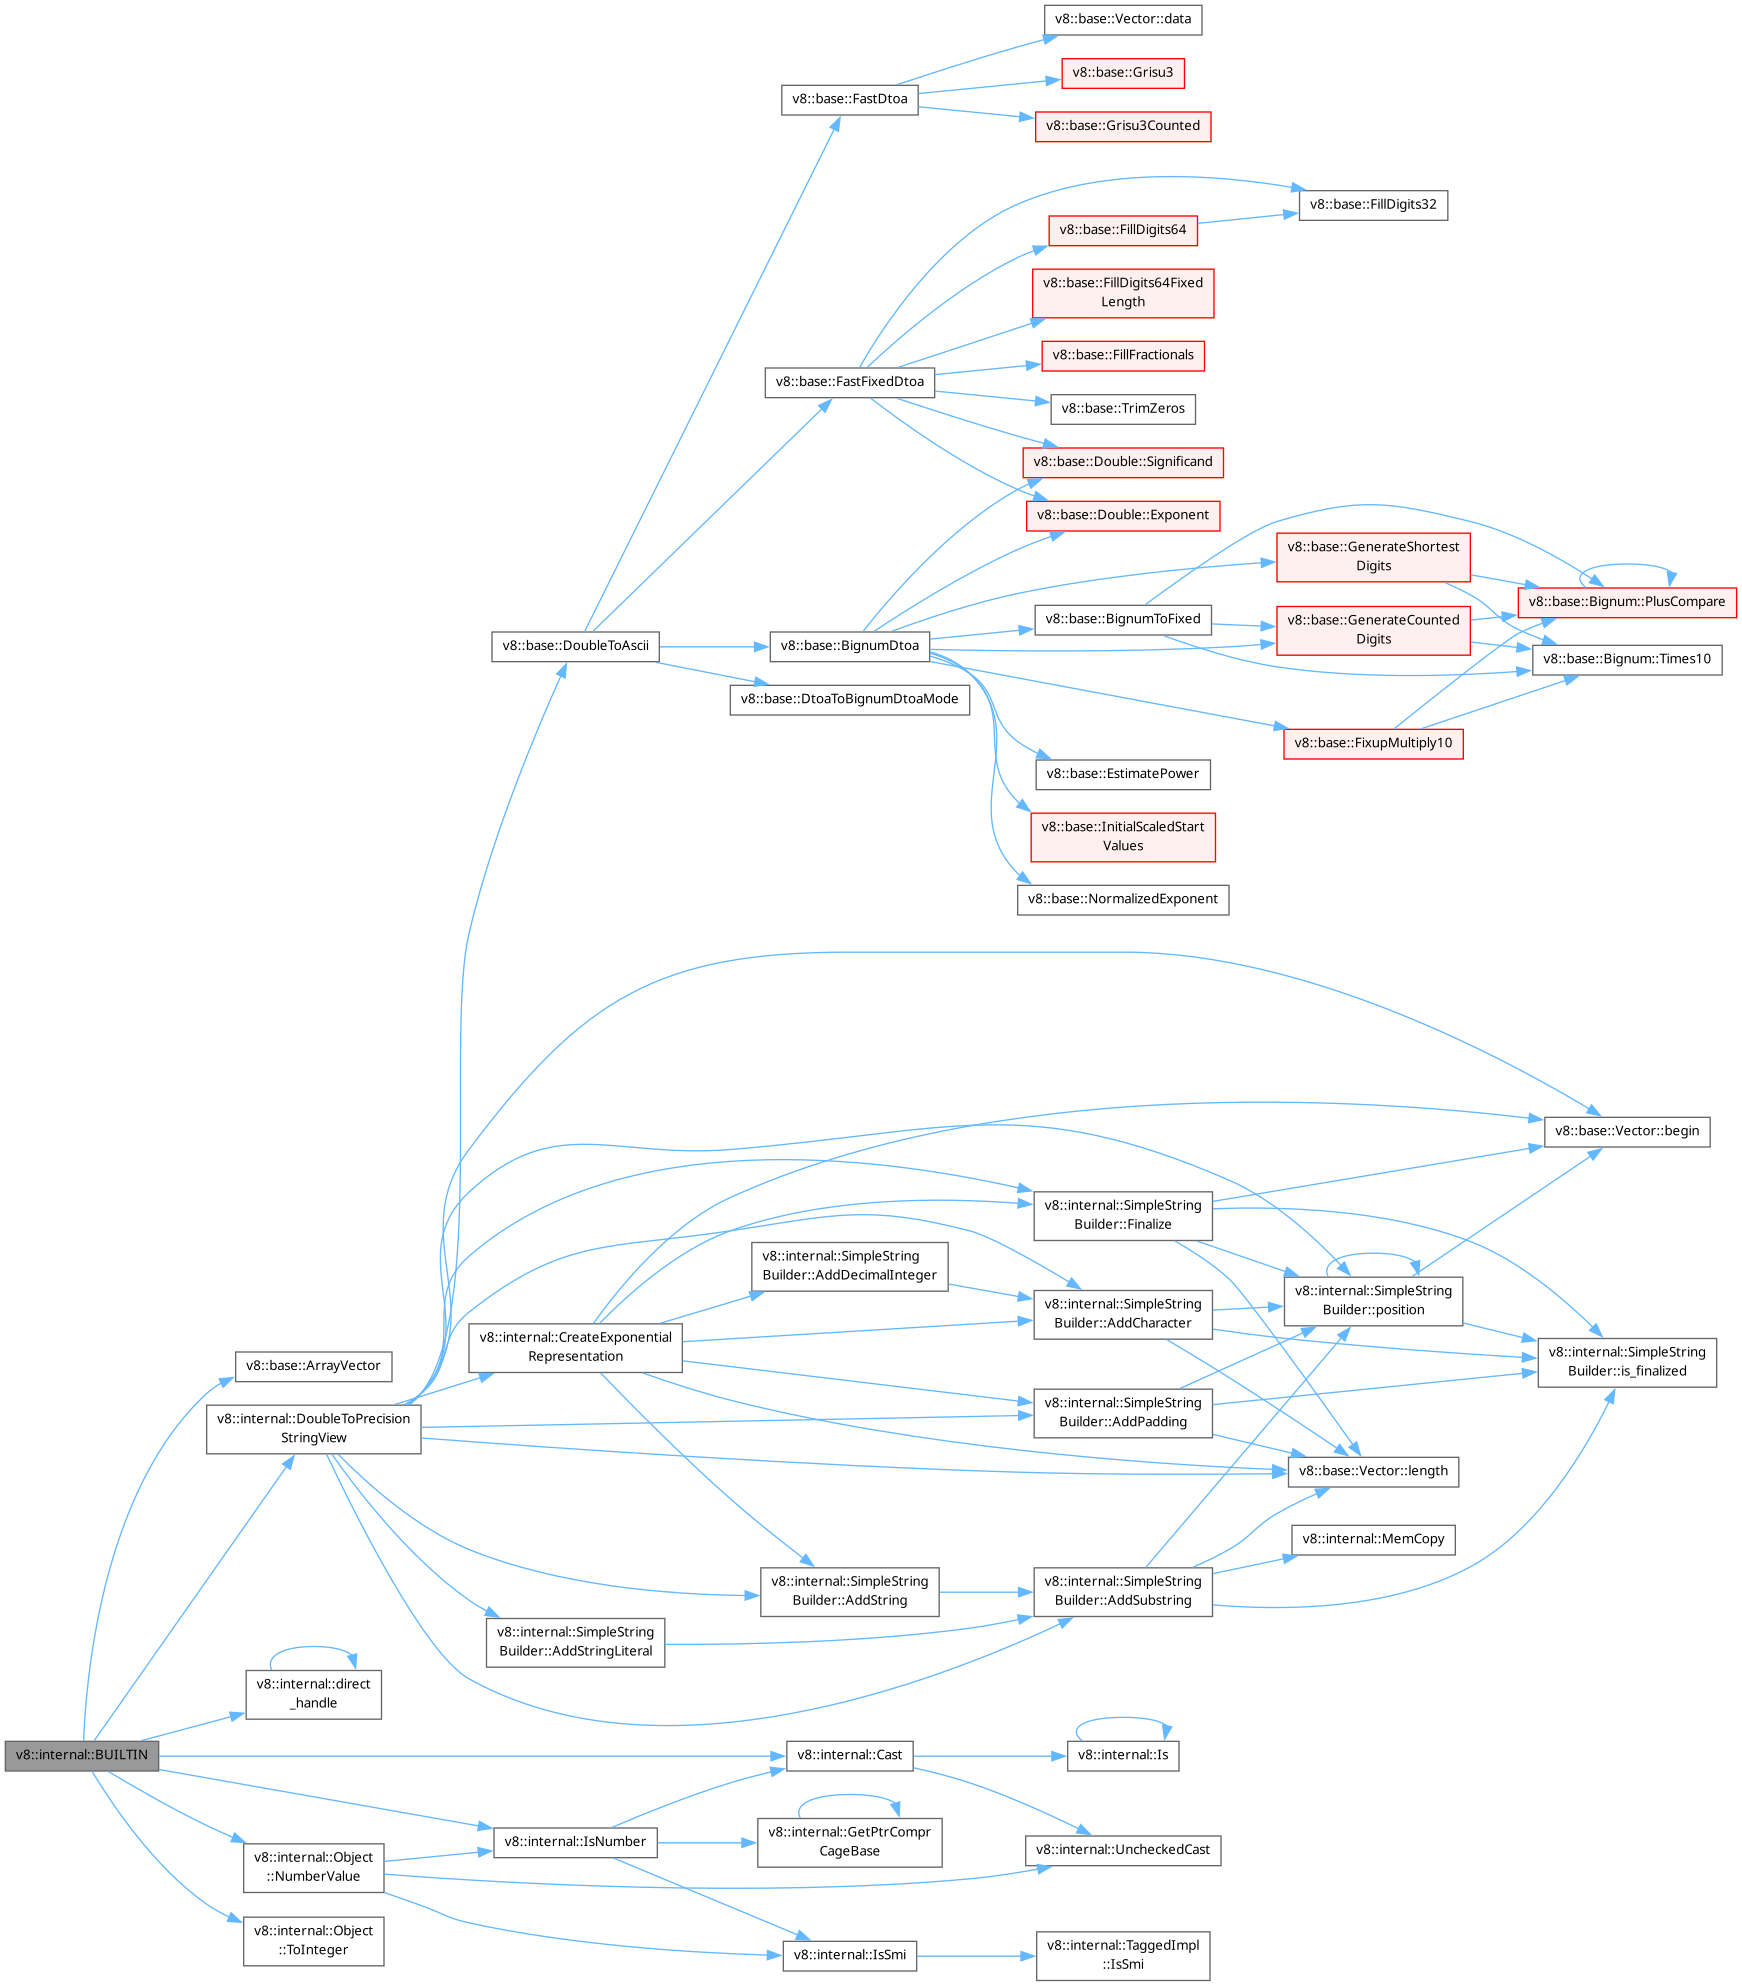 v8::base::Vector::data
v8::base::Grisu3
v8::base::FastDtoa
v8::base::Grisu3Counted
v8::base::FillDigits32
v8::base::FillDigits64
v8::base::FillDigits64Fixed
Length
v8::base::FillFractionals
v8::base::FastFixedDtoa
v8::base::TrimZeros
v8::base::Double::Significand
v8::base::Double::Exponent
v8::base::GenerateShortest
Digits
v8::base::Bignum::PlusCompare
v8::base::BignumToFixed
v8::base::GenerateCounted
Digits
v8::base::DoubleToAscii
v8::base::BignumDtoa
v8::base::Bignum::Times10
v8::base::DtoaToBignumDtoaMode
v8::base::FixupMultiply10
v8::base::EstimatePower
v8::base::InitialScaledStart
Values
v8::base::NormalizedExponent
v8::base::Vector::begin
v8::internal::SimpleString
Builder::Finalize
v8::internal::SimpleString
Builder::AddDecimalInteger
v8::internal::SimpleString
Builder::position
v8::internal::SimpleString
Builder::AddCharacter
v8::internal::CreateExponential
Representation
v8::internal::SimpleString
Builder::is_finalized
v8::base::ArrayVector
v8::internal::DoubleToPrecision
StringView
v8::internal::SimpleString
Builder::AddPadding
v8::base::Vector::length
v8::internal::MemCopy
v8::internal::SimpleString
Builder::AddString
v8::internal::SimpleString
Builder::AddSubstring
v8::internal::SimpleString
Builder::AddStringLiteral
v8::internal::direct
_handle
v8::internal::BUILTIN
v8::internal::Cast
v8::internal::Is
v8::internal::IsNumber
v8::internal::GetPtrCompr
CageBase
v8::internal::UncheckedCast
v8::internal::Object
::NumberValue
v8::internal::Object
::ToInteger
v8::internal::IsSmi
v8::internal::TaggedImpl
::IsSmi